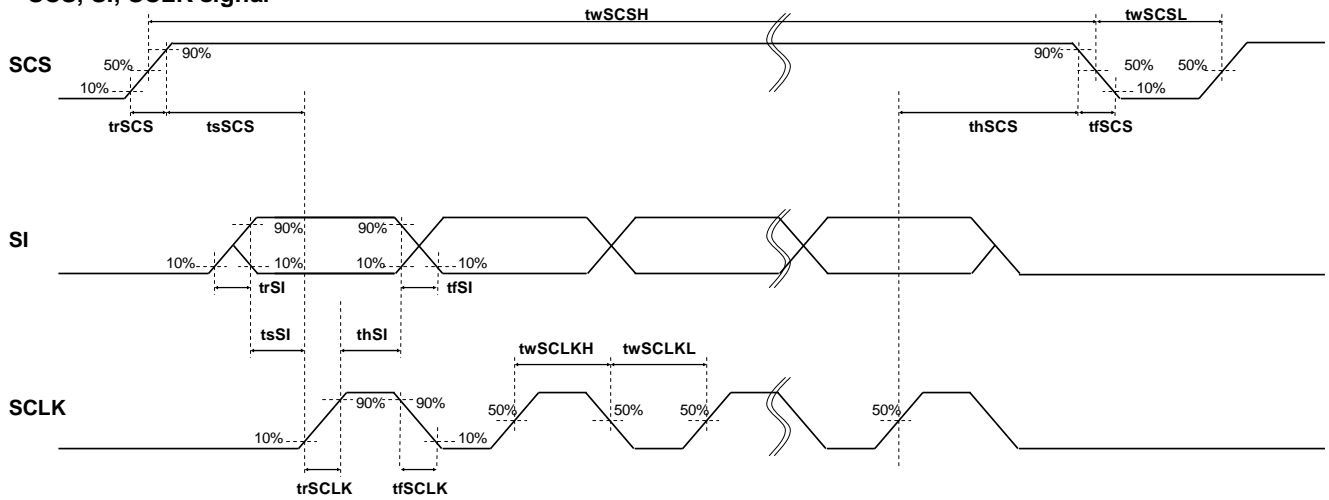 SCS, SI, SCLK signal
twSCSH
twSCSL
SCS
90%
90%
50%
50%
50%
10%
10%
trSCS
tsSCS
thSCS
tfSCS
SI
90%
90%
10%
10%
10%
10%
trSI
tfSI
tsSI
thSI
twSCLKH
twSCLKL
SCLK
90%
90%
50%
50%
50%
50%
10%
10%
trSCLK
tfSCLK